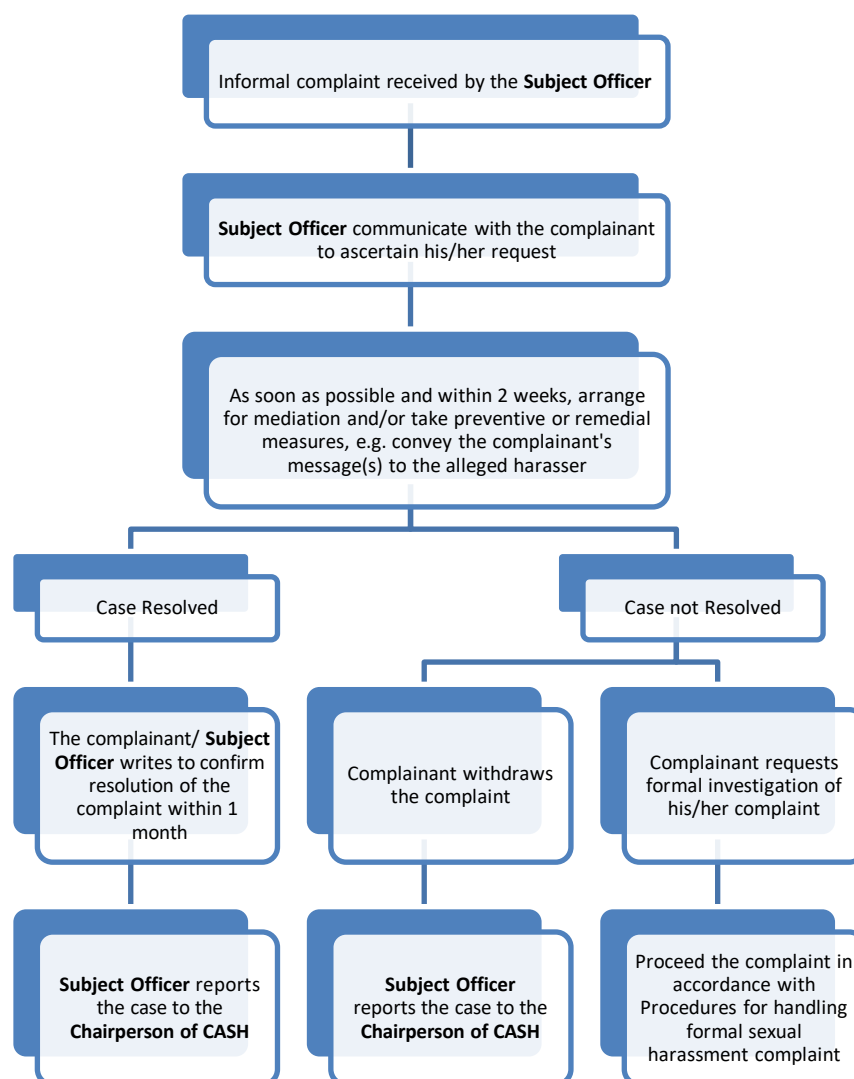 Informal complaint received by the Subject Officer
Subject Officer communicate with the complainant
to ascertain his/her request
As soon as possible and within 2 weeks, arrange
for mediation and/or take preventive or remedial
measures, e.g. convey the complainant's
message(s) to the alleged harasser
Case Resolved
Case not Resolved
The complainant/ Subject
Officer writes to confirm
resolution of the
complaint within 1
month
Complainant withdraws
the complaint
Complainant requests
formal investigation of
his/her complaint
Subject Officer reports
the case to the
Chairperson of CASH
Subject Officer
reports the case to the
Chairperson of CASH
Proceed the complaint in
accordance with
Procedures for handling
formal sexual
harassment complaint